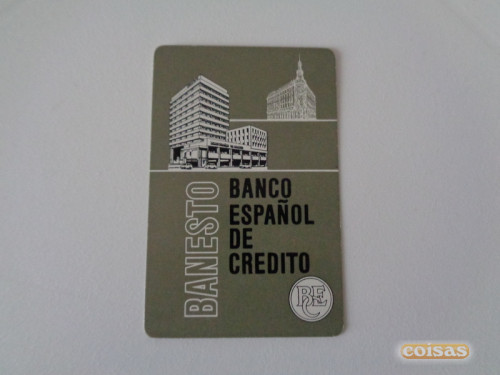 BANESTO
BANCO
ESPAÑOL
DE
CREDITO
BEC
coisas